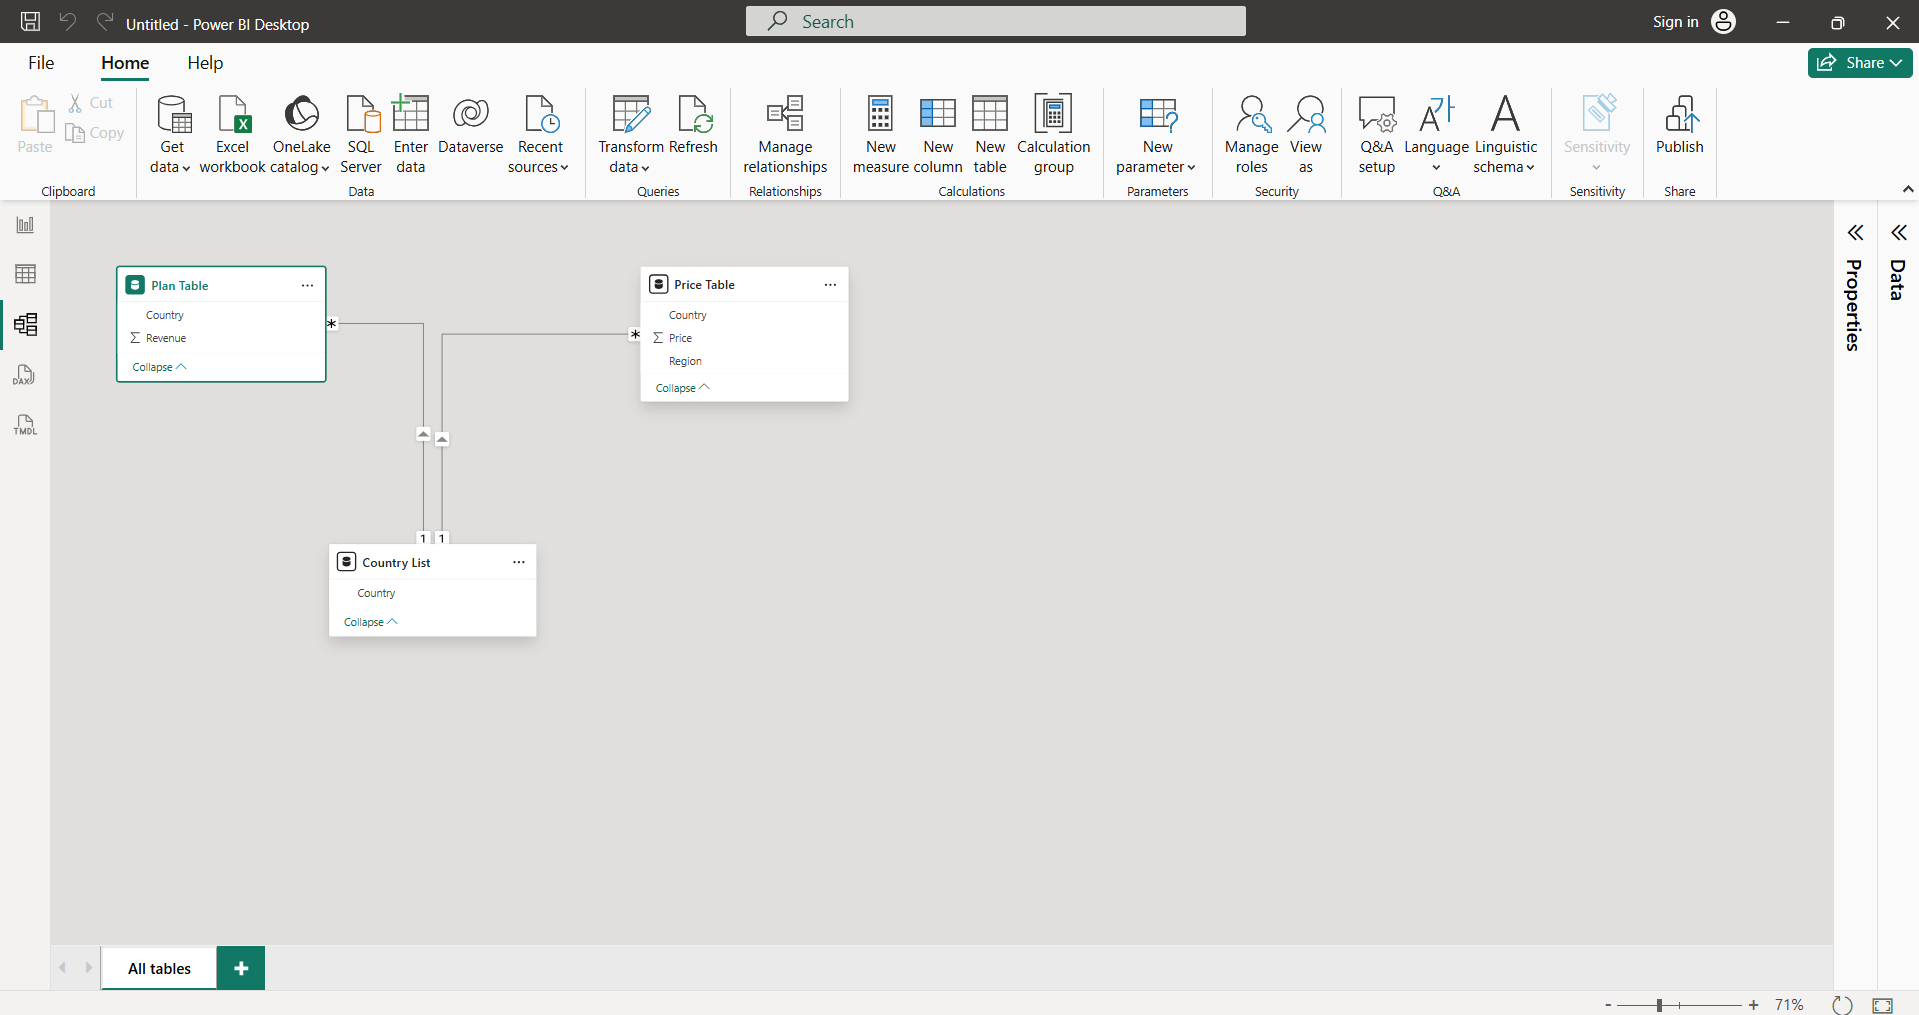 Untitled - Power BI Desktop
Search
Sign in
File
Home
Help
Share
Paste
Cut
Copy
Clipboard
Get data
Excel workbook
OneLake catalog
SQL Server
Enter data
Dataverse
Recent sources
Data
Transform data
Refresh
Queries
Manage relationships
Relationships
New measure
New column
New table
Calculation group
Calculations
New parameter
Parameters
Manage roles
View as
Security
Q&A setup
Language
Linguistic schema
Q&A
Sensitivity
Sensitivity
Publish
Share
DAX
TMDL
Plan Table
Country
∑ Revenue
Collapse
*
*
Price Table
Country
∑ Price
Region
Collapse
1
1
Country List
Country
Collapse
Properties
Data
All tables
+
- + 71%